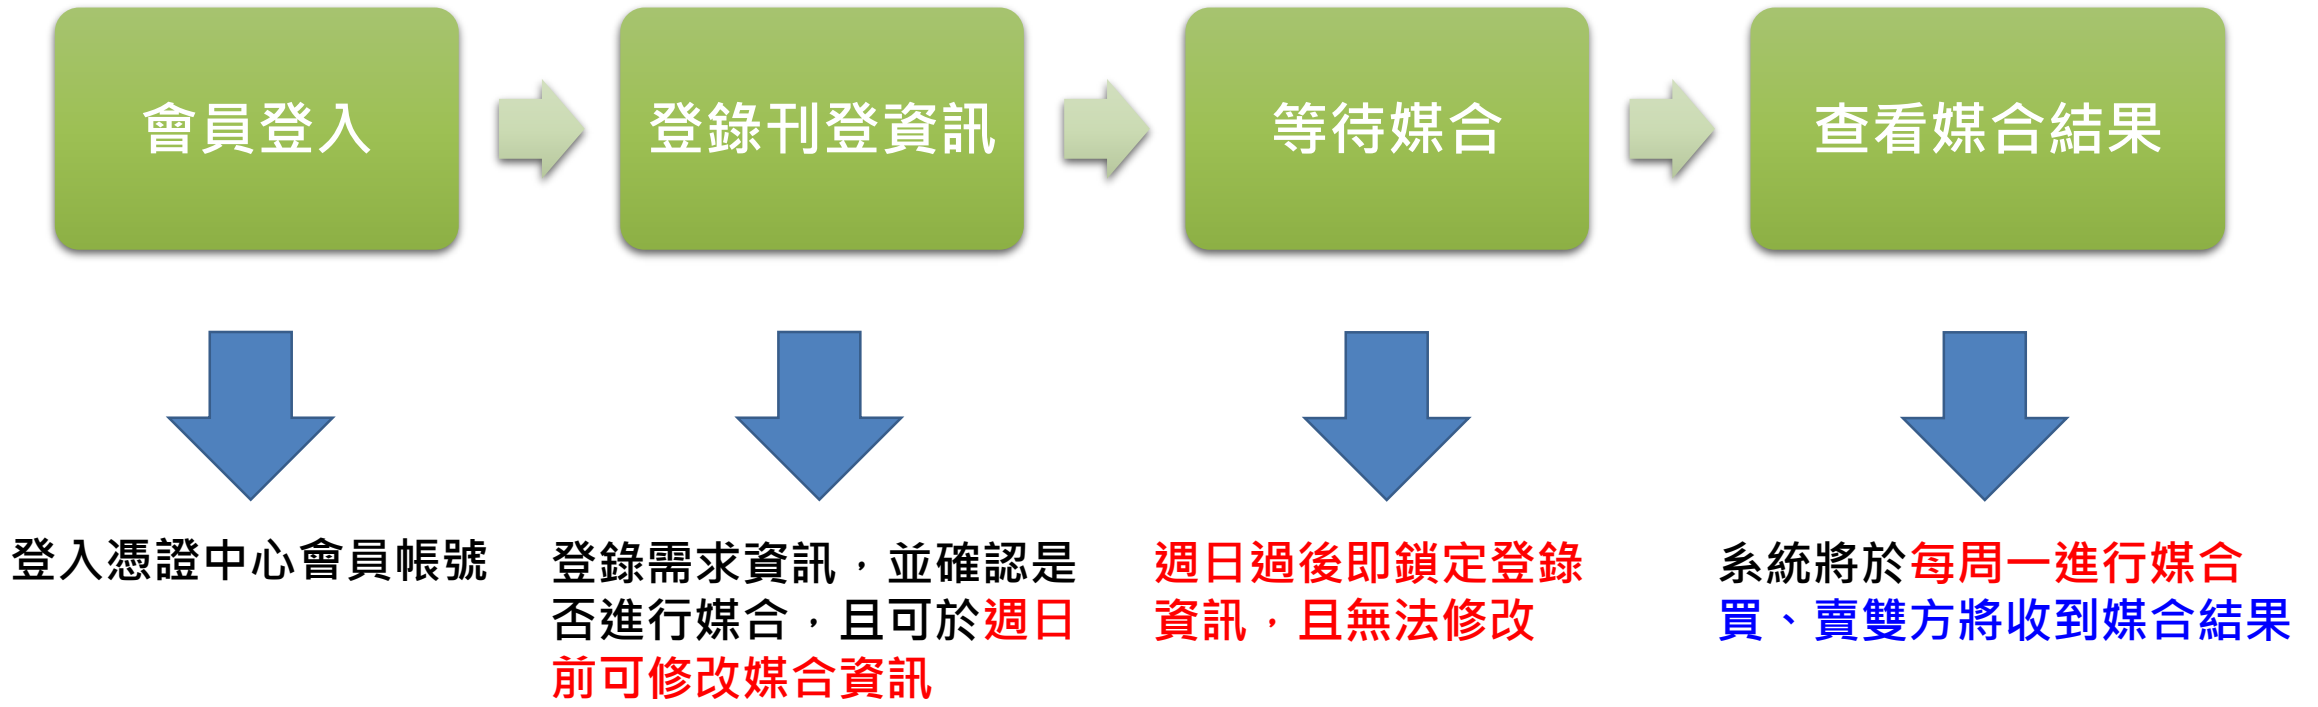 會員登入
登錄刊登資訊
等待媒合
查看媒合結果
登入憑證中心會員帳號
登錄需求資訊，並確認是
否進行媒合，且可於週日
前可修改媒合資訊
週日過後即鎖定登錄
資訊，且無法修改
系統將於每周一進行媒合
買、賣雙方將收到媒合結果